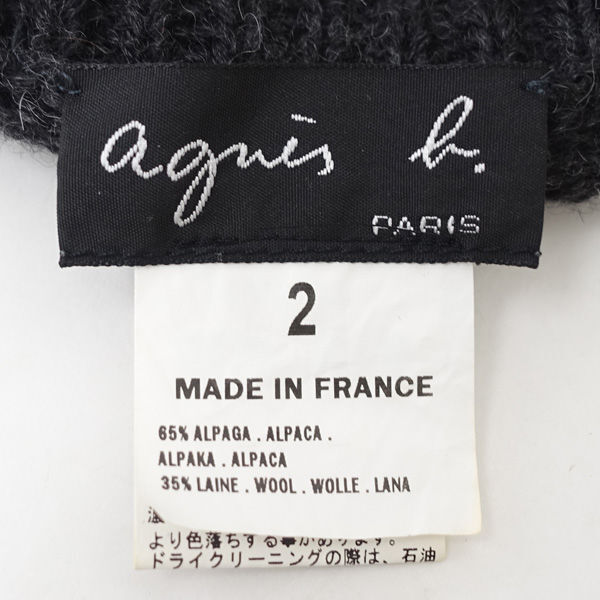 agnès b.
PARIS
2
MADE IN FRANCE
65% ALPAGA . ALPACA .
ALPAKA . ALPACA
35% LAINE . WOOL . WOLLE . LANA
より色落ちする事があります。
ドライクリーニングの際は、石油